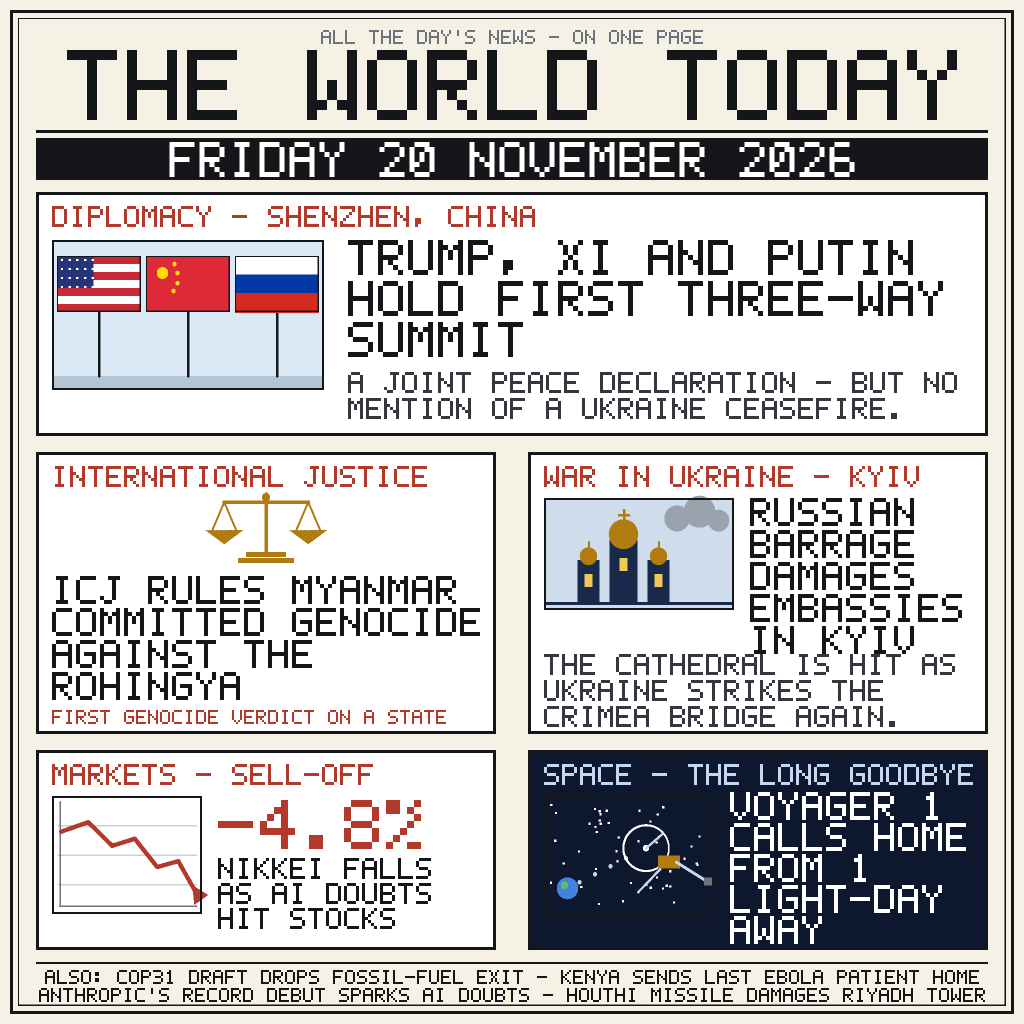 ALL THE DAY'S NEWS - ON ONE PAGE
THE WORLD TODAY
FRIDAY 20 NOVEMBER 2026
DIPLOMACY - SHENZHEN, CHINA
TRUMP, XI AND PUTIN
HOLD FIRST THREE-WAY
SUMMIT
A JOINT PEACE DECLARATION - BUT NO
MENTION OF A UKRAINE CEASEFIRE.
INTERNATIONAL JUSTICE
ICJ RULES MYANMAR
COMMITTED GENOCIDE
AGAINST THE
ROHINGYA
FIRST GENOCIDE VERDICT ON A STATE
WAR IN UKRAINE - KYIV
RUSSIAN
BARRAGE
DAMAGES
EMBASSIES
IN KYIV
THE CATHEDRAL IS HIT AS
UKRAINE STRIKES THE
CRIMEA BRIDGE AGAIN.
MARKETS - SELL-OFF
-4.8%
NIKKEI FALLS
AS AI DOUBTS
HIT STOCKS
SPACE - THE LONG GOODBYE
VOYAGER 1
CALLS HOME
FROM 1
LIGHT-DAY
AWAY
ALSO: COP31 DRAFT DROPS FOSSIL-FUEL EXIT - KENYA SENDS LAST EBOLA PATIENT HOME
ANTHROPIC'S RECORD DEBUT SPARKS AI DOUBTS - HOUTHI MISSILE DAMAGES RIYADH TOWER